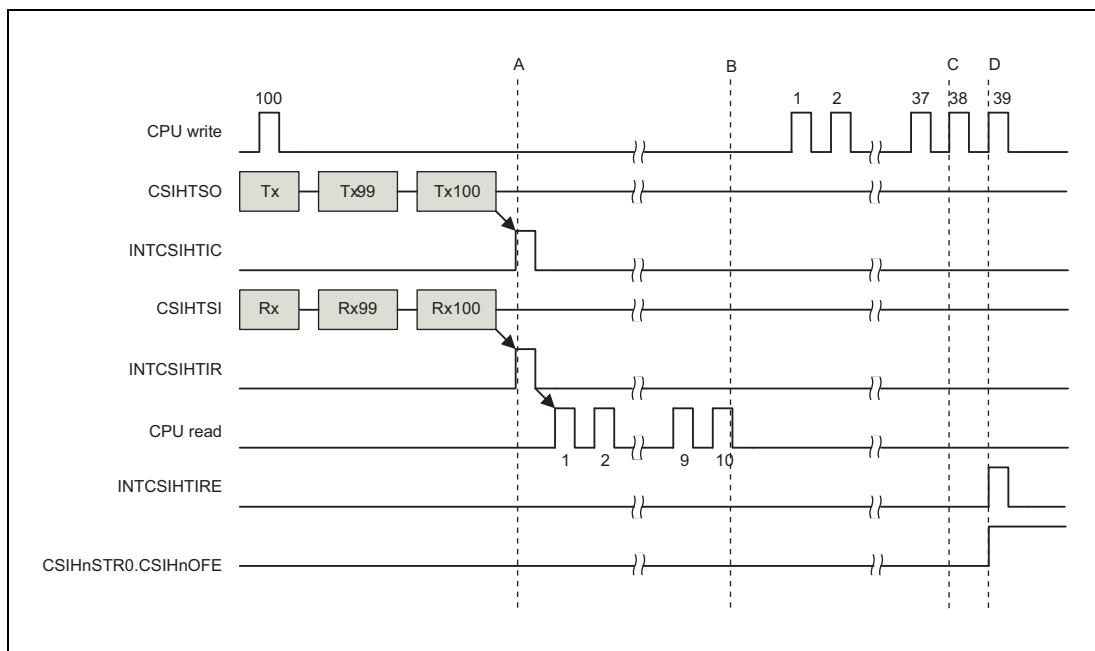 A B C D
100 1 2 37 38 39
CPU write
CSIHTSO Tx Tx99 Tx100
INTCSIHTIC
CSIHTSI Rx Rx99 Rx100
INTCSIHTIR
CPU read
1 2 9 10
INTCSIHTIRE
CSIHnSTR0.CSIHnOFE